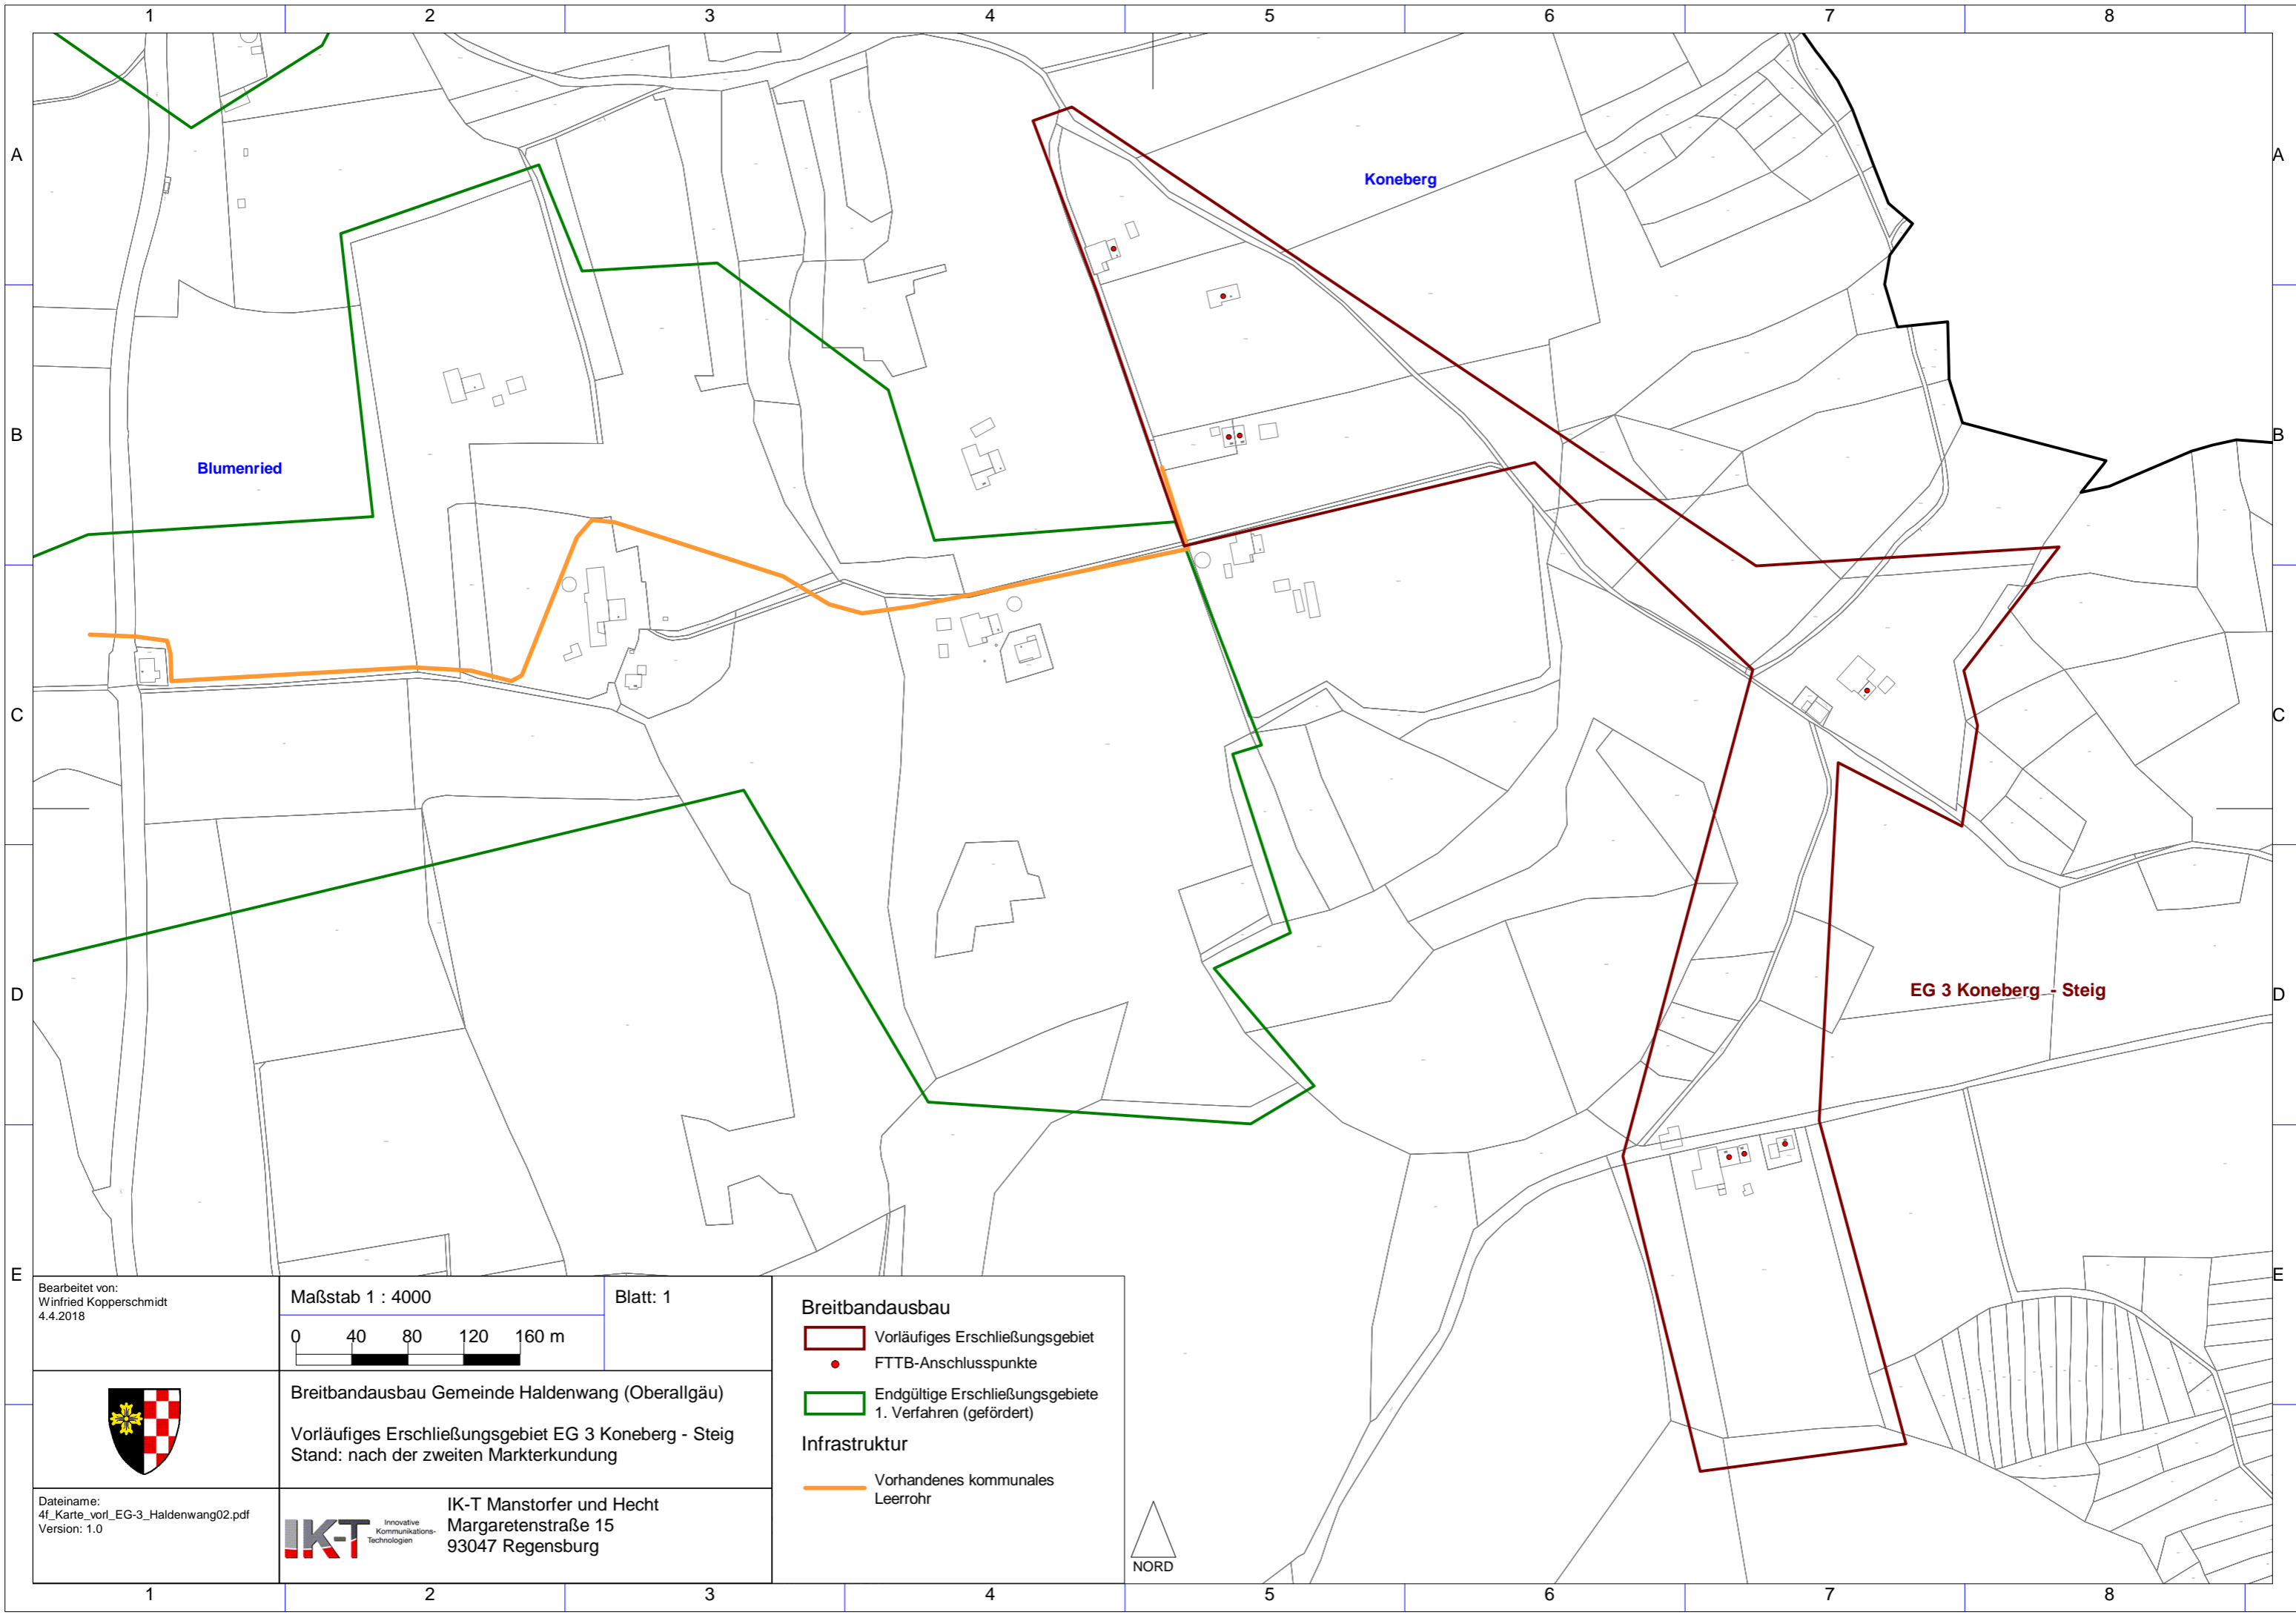 1 2 3 4 5 6 7 8
A A
Koneberg
B B
Blumenried
C C
D D
EG 3 Koneberg - Steig
E E
Bearbeitet von:
Winfried Kopperschmidt
4.4.2018
Maßstab 1 : 4000
Blatt: 1
0 40 80 120 160 m
Breitbandausbau Gemeinde Haldenwang (Oberallgäu)
Vorläufiges Erschließungsgebiet EG 3 Koneberg - Steig
Stand: nach der zweiten Markterkundung
Dateiname:
4f_Karte_vorl_EG-3_Haldenwang02.pdf
Version: 1.0
IK-T
Innovative
Kommunikations-
Technologien
IK-T Manstorfer und Hecht
Margaretenstraße 15
93047 Regensburg
Breitbandausbau
Vorläufiges Erschließungsgebiet
FTTB-Anschlusspunkte
Endgültige Erschließungsgebiete
1. Verfahren (gefördert)
Infrastruktur
Vorhandenes kommunales
Leerrohr
NORD
1 2 3 4 5 6 7 8